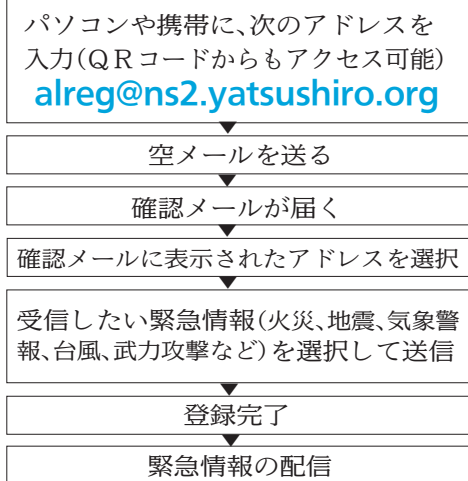 パソコンや携帯に、次のアドレスを
入力(QRコードからもアクセス可能)
alreg@ns2.yatsushiro.org
空メールを送る
確認メールが届く
確認メールに表示されたアドレスを選択
受信したい緊急情報(火災、地震、気象警
報、台風、武力攻撃など)を選択して送信
登録完了
緊急情報の配信